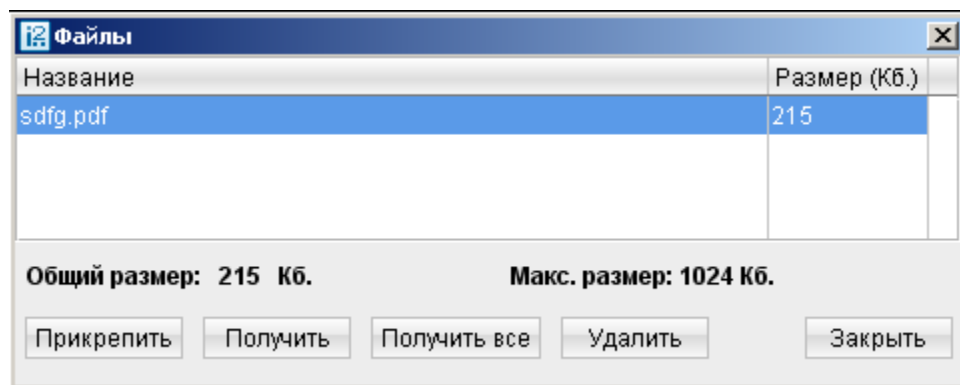 Файлы
Название Размер (Кб.)
sdfg.pdf 215
Общий размер: 215 Кб. Макс. размер: 1024 Кб.
Прикрепить Получить Получить все Удалить Закрыть